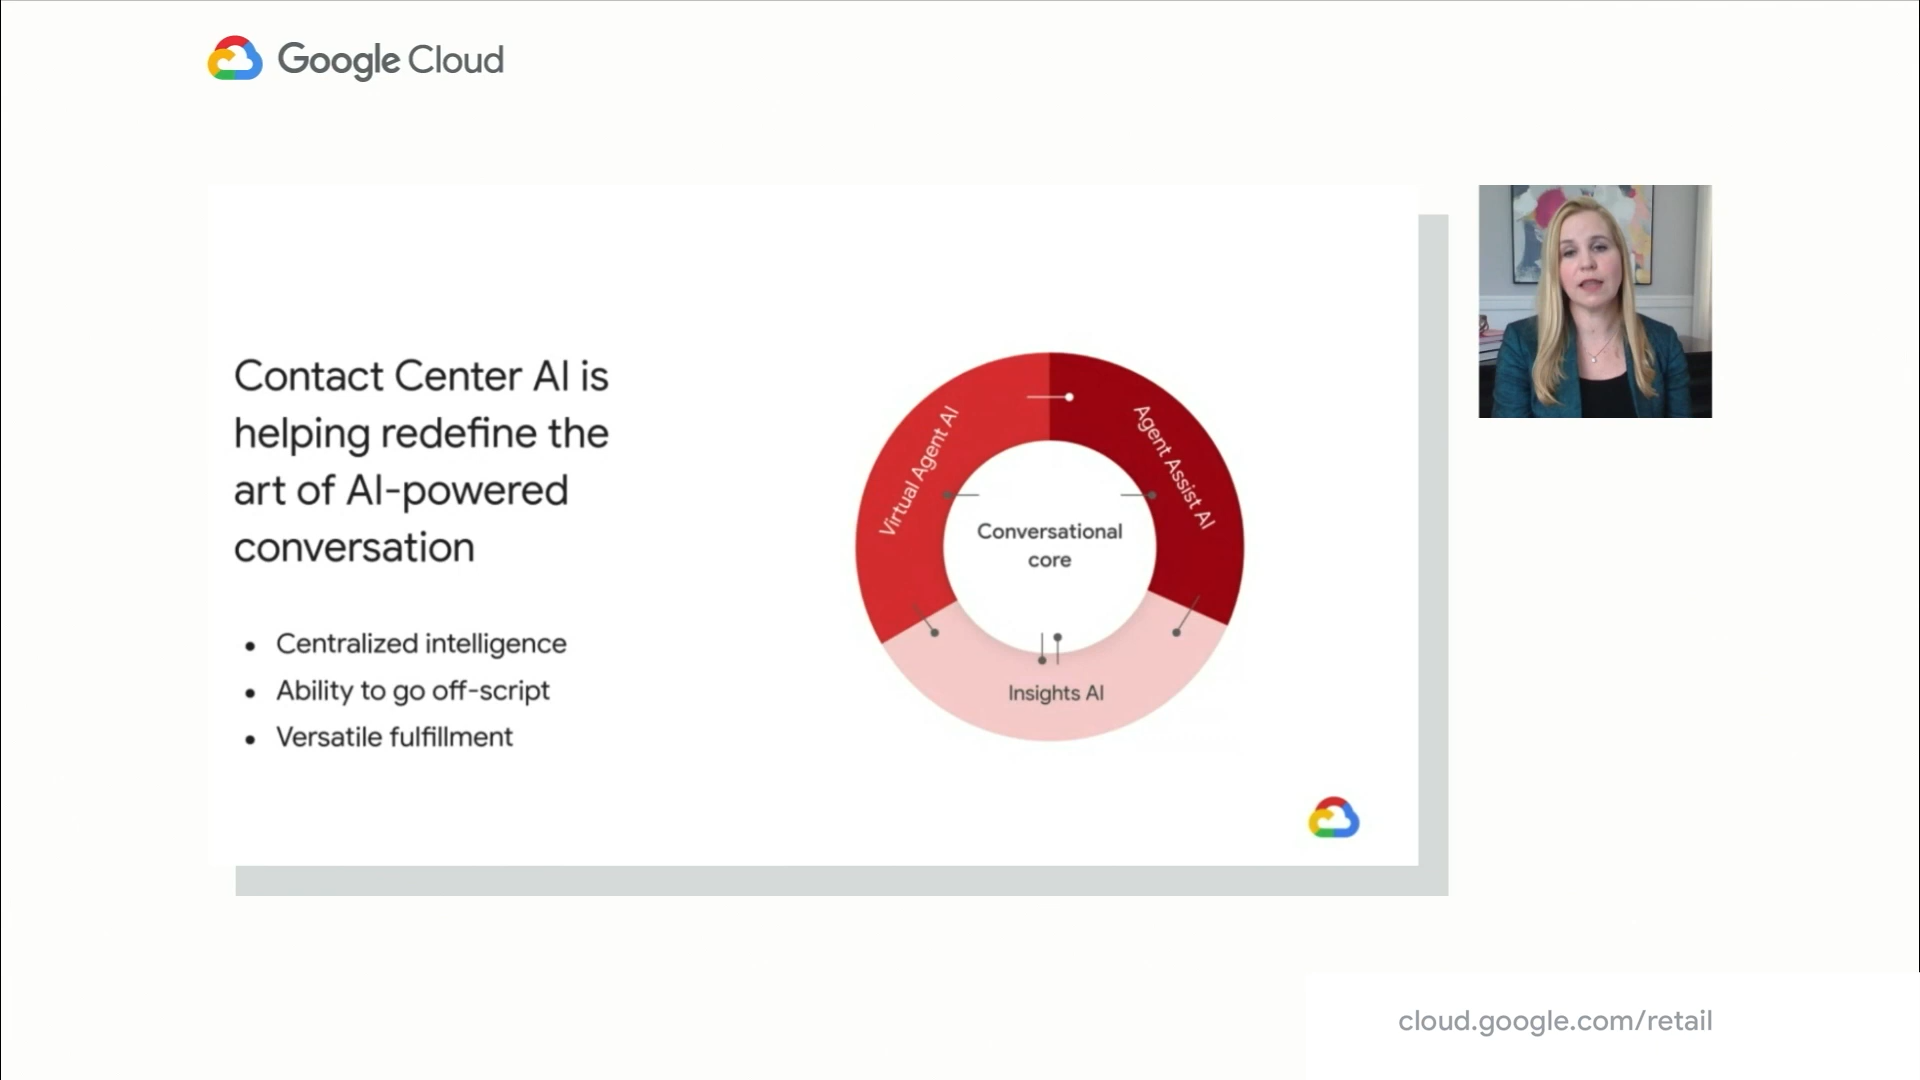 Google Cloud
Contact Center AI is
helping redefine the
art of AI-powered
conversation
• Centralized intelligence
• Ability to go off-script
• Versatile fulfillment
Virtual Agent AI
Agent Assist AI
Conversational
core
Insights AI
cloud.google.com/retail